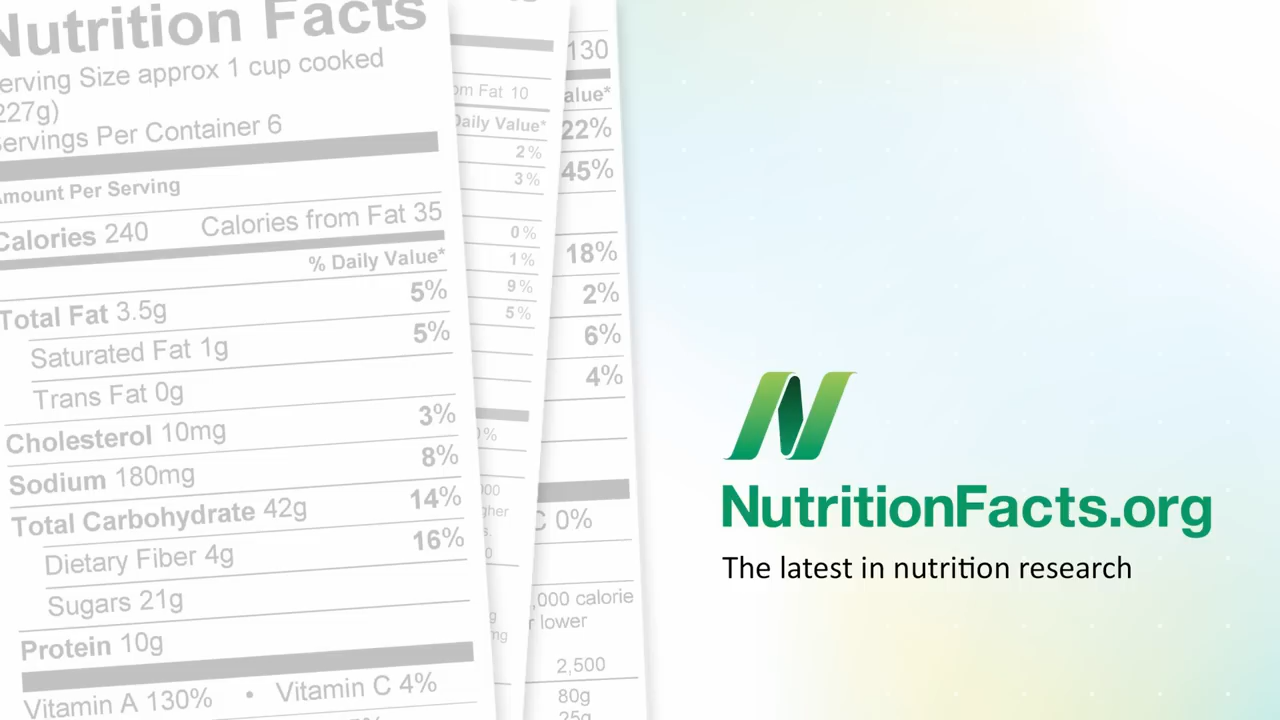 Nutrition Facts
erving Size approx 1 cup cooked
227g)
ervings Per Container 6
Amount Per Serving
Calories 240 Calories from Fat 35
% Daily Value*
Total Fat 3.5g 5%
Saturated Fat 1g 5%
Trans Fat 0g
Cholesterol 10mg 3%
Sodium 180mg 8%
Total Carbohydrate 42g 14%
Dietary Fiber 4g 16%
Sugars 21g
Protein 10g
Vitamin A 130% • Vitamin C 4%
om Fat 10
Daily Value*
2%
3%
0%
1%
9%
5%
130
alue*
22%
45%
18%
2%
6%
4%
C 0%
,000 calorie
r lower
2,500
80g
25g
NutritionFacts.org
The latest in nutrition research